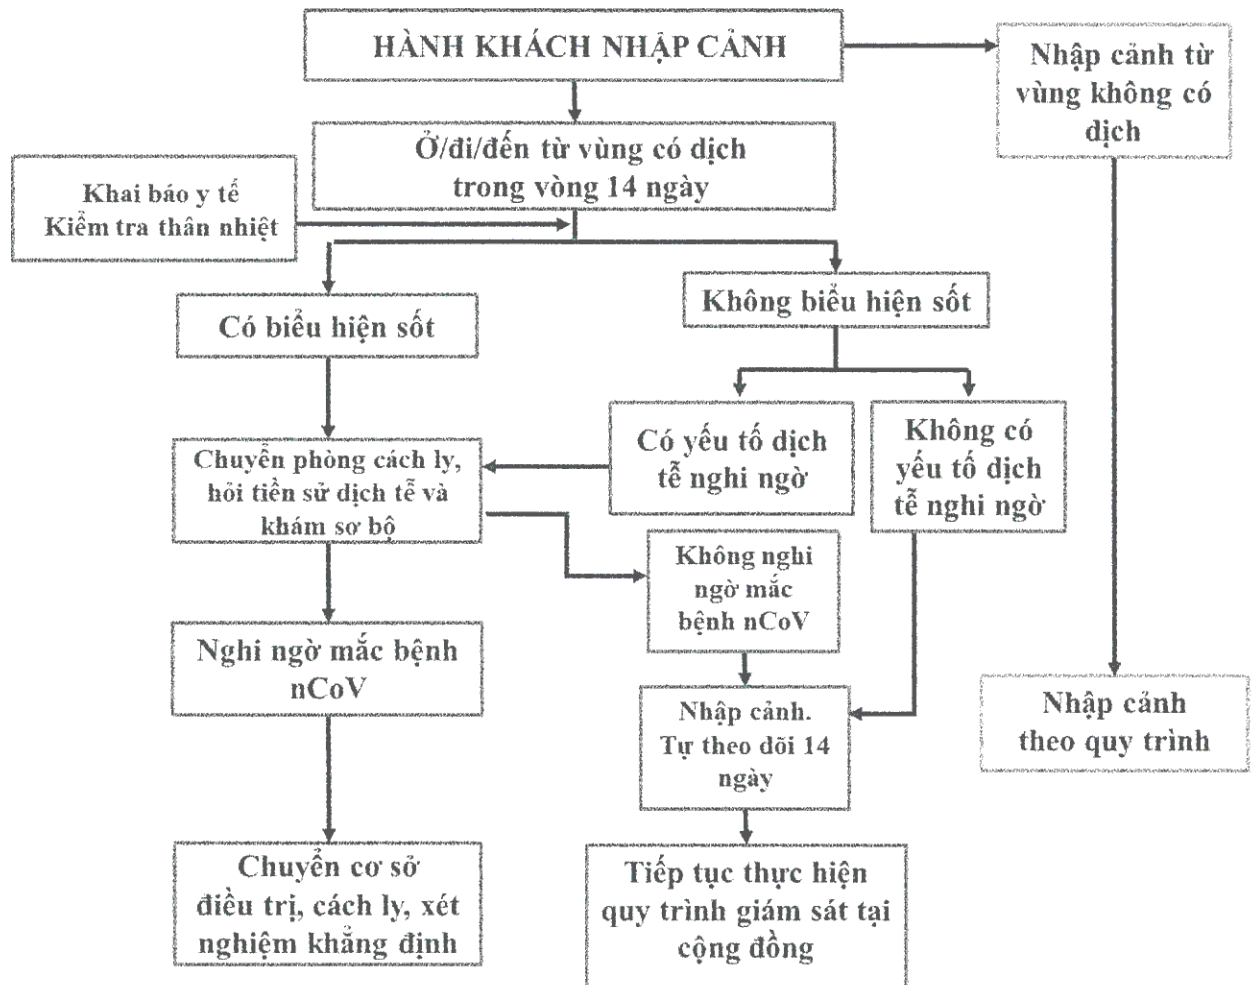 HÀNH KHÁCH NHẬP CẢNH
Nhập cảnh từ
vùng không có
dịch
Ở/đi/đến từ vùng có dịch
trong vòng 14 ngày
Khai báo y tế
Kiểm tra thân nhiệt
Có biểu hiện sốt
Không biểu hiện sốt
Chuyển phòng cách ly,
hỏi tiền sử dịch tễ và
khám sơ bộ
Có yếu tố dịch
tễ nghi ngờ
Không có
yếu tố dịch
tễ nghi ngờ
Không nghi
ngờ mắc
bệnh nCoV
Nghi ngờ mắc bệnh
nCoV
Nhập cảnh.
Tự theo dõi 14
ngày
Nhập cảnh
theo quy trình
Chuyển cơ sở
điều trị, cách ly, xét
nghiệm khẳng định
Tiếp tục thực hiện
quy trình giám sát tại
cộng đồng